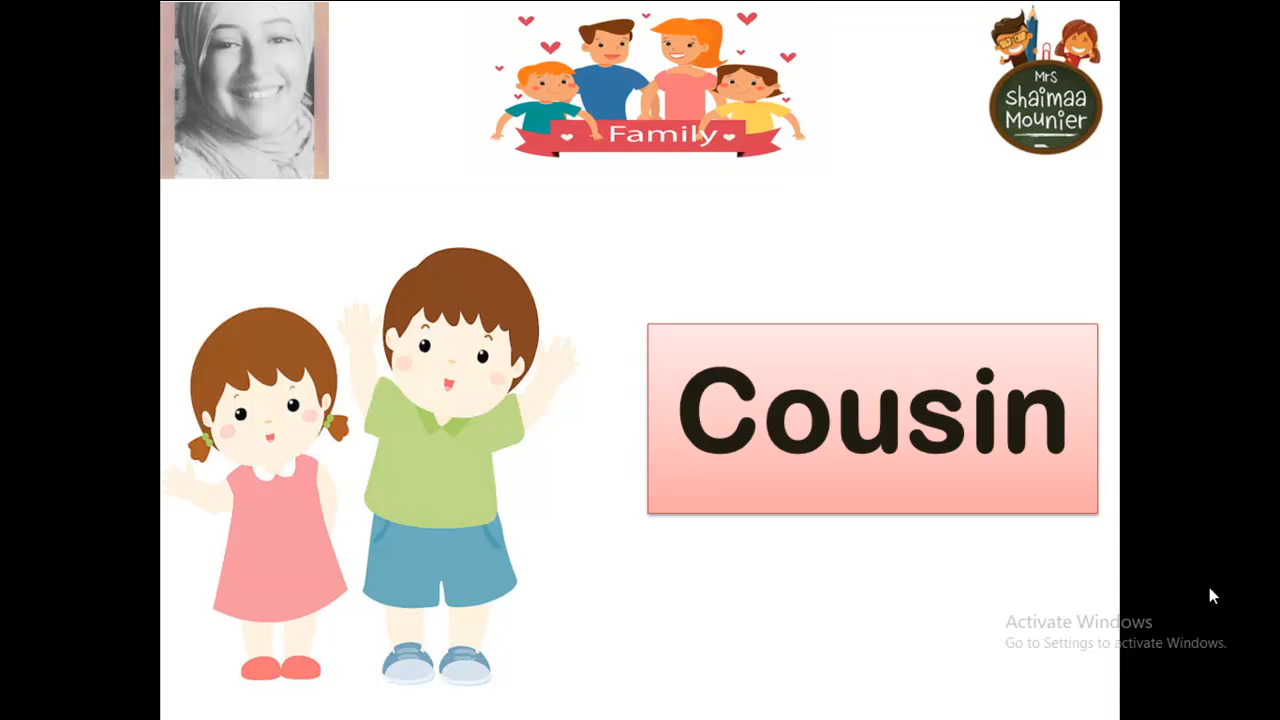 Family
Mrs
Shaimaa
Mounier
Cousin
Activate Windows
Go to Settings to activate Windows.